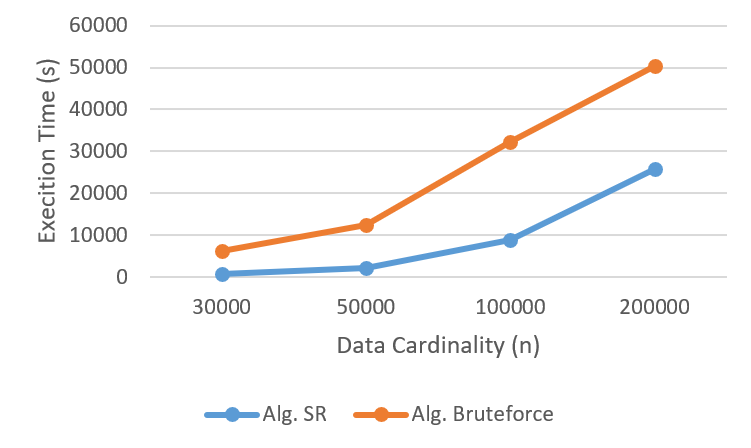 60000
50000
40000
30000
20000
10000
0
Execition Time (s)
30000 50000 100000 200000
Data Cardinality (n)
Alg. SR Alg. Bruteforce